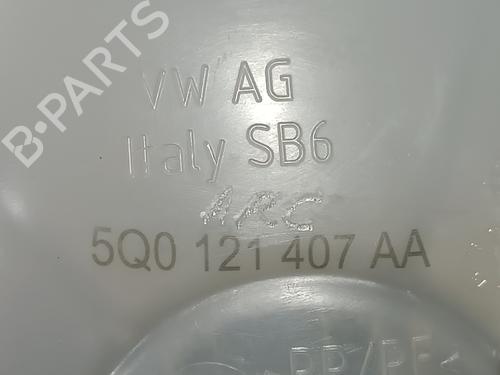 B-PARTS
VW AG
Italy SB6
ARC
5Q0 121 407 AA